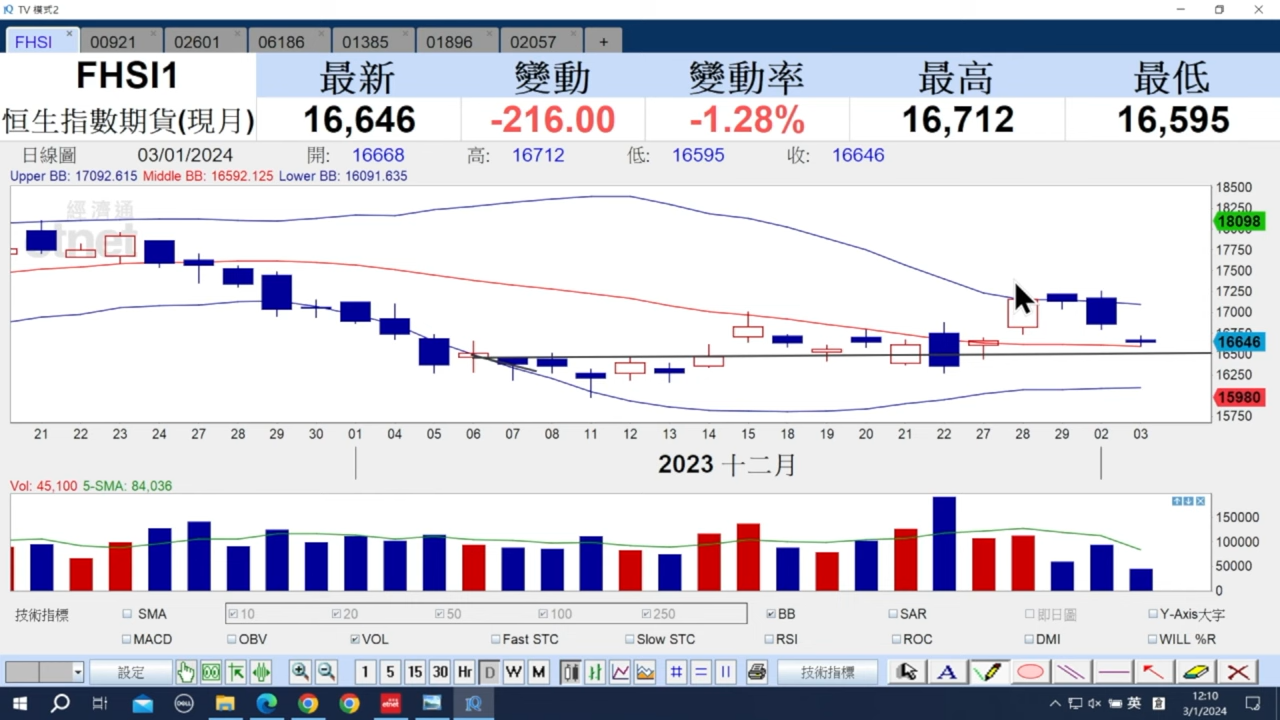 TV 模式2
FHSI 00921 02601 06186 01385 01896 02057 +
FHSI1 最新 變動 變動率 最高 最低
恒生指數期貨(現月) 16,646 -216.00 -1.28% 16,712 16,595
日線圖 03/01/2024 開: 16668 高: 16712 低: 16595 收: 16646
Upper BB: 17092.615 Middle BB: 16592.125 Lower BB: 16091.635
經濟通
etnet
18500
18250
18098
17750
17500
17250
17000
16646
16500
16250
15980
15750
21 22 23 24 27 28 29 30 01 04 05 06 07 08 11 12 13 14 15 18 19 20 21 22 27 28 29 02 03
2023 十二月
Vol: 45,100 5-SMA: 84,036
150000
100000
50000
0
技術指標 SMA 10 20 50 100 250 BB SAR 即日圖 Y-Axis大字
MACD OBV VOL Fast STC Slow STC RSI ROC DMI WILL %R
設定 1 5 15 30 Hr D W M 技術指標 A
DELL etnet 英 12:10
3/1/2024